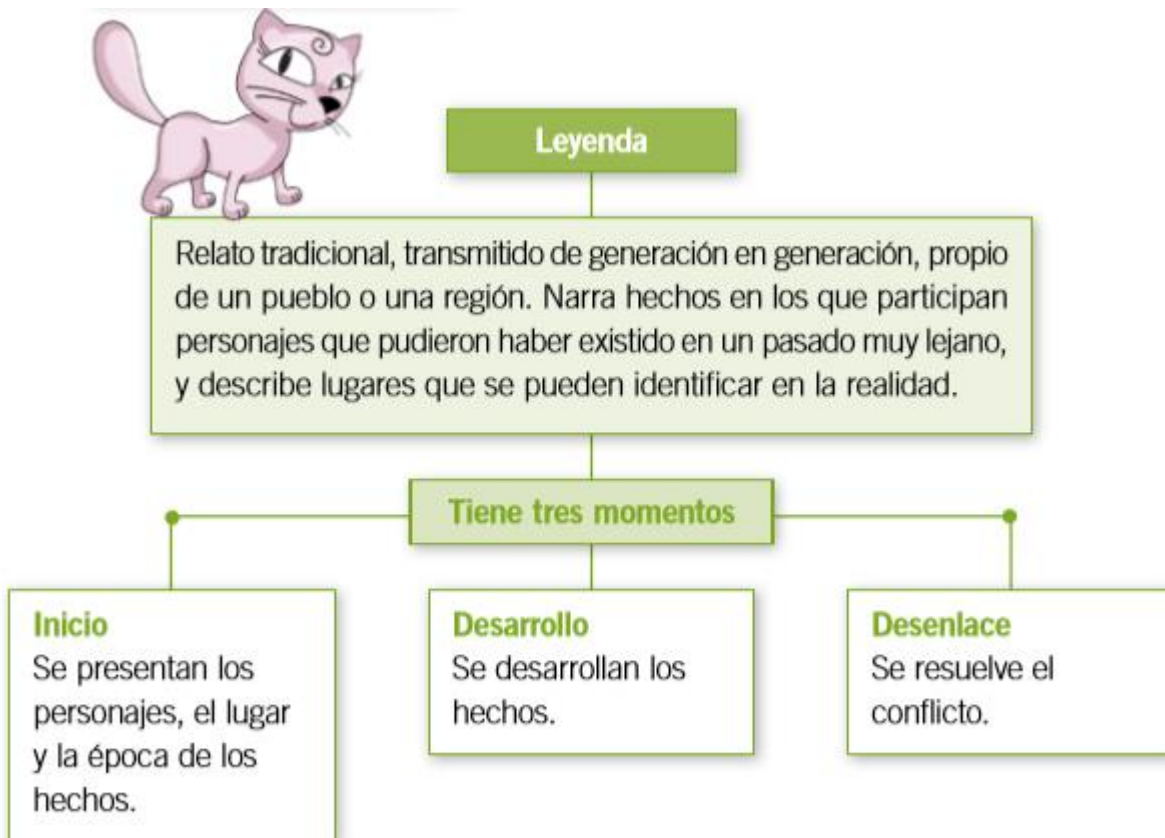 Leyenda
Relato tradicional, transmitido de generación en generación, propio
de un pueblo o una región. Narra hechos en los que participan
personajes que pudieron haber existido en un pasado muy lejano,
y describe lugares que se pueden identificar en la realidad.
Tiene tres momentos
Inicio
Se presentan los
personajes, el lugar
y la época de los
hechos.
Desarrollo
Se desarrollan los
hechos.
Desenlace
Se resuelve el
conflicto.